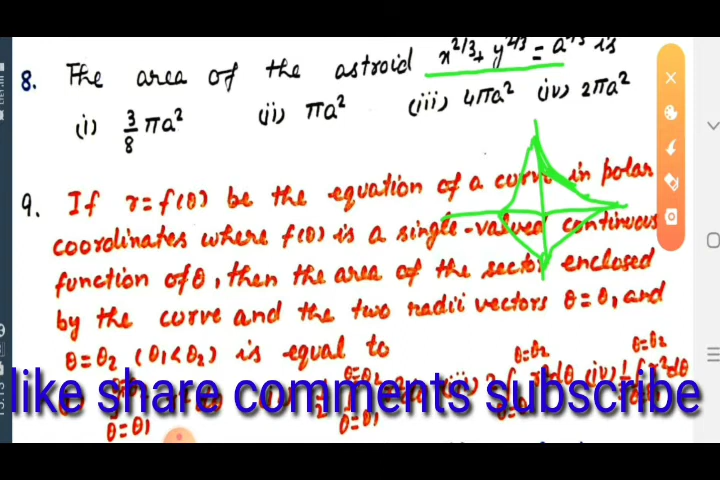 8. The area of the astroid x^2/3 + y^2/3 = a^2/3 is
(i) 3/8 πa² (ii) πa² (iii) 4πa² (iv) 2πa²
9. If r=f(θ) be the equation of a curve in polar
coordinates where f(θ) is a single-valued continuous
function of θ, then the area of the sector enclosed
by the curve and the two radii vectors θ=θ, and
θ=θ₂ (θ₁<θ₂) is equal to
like share comments subscribe